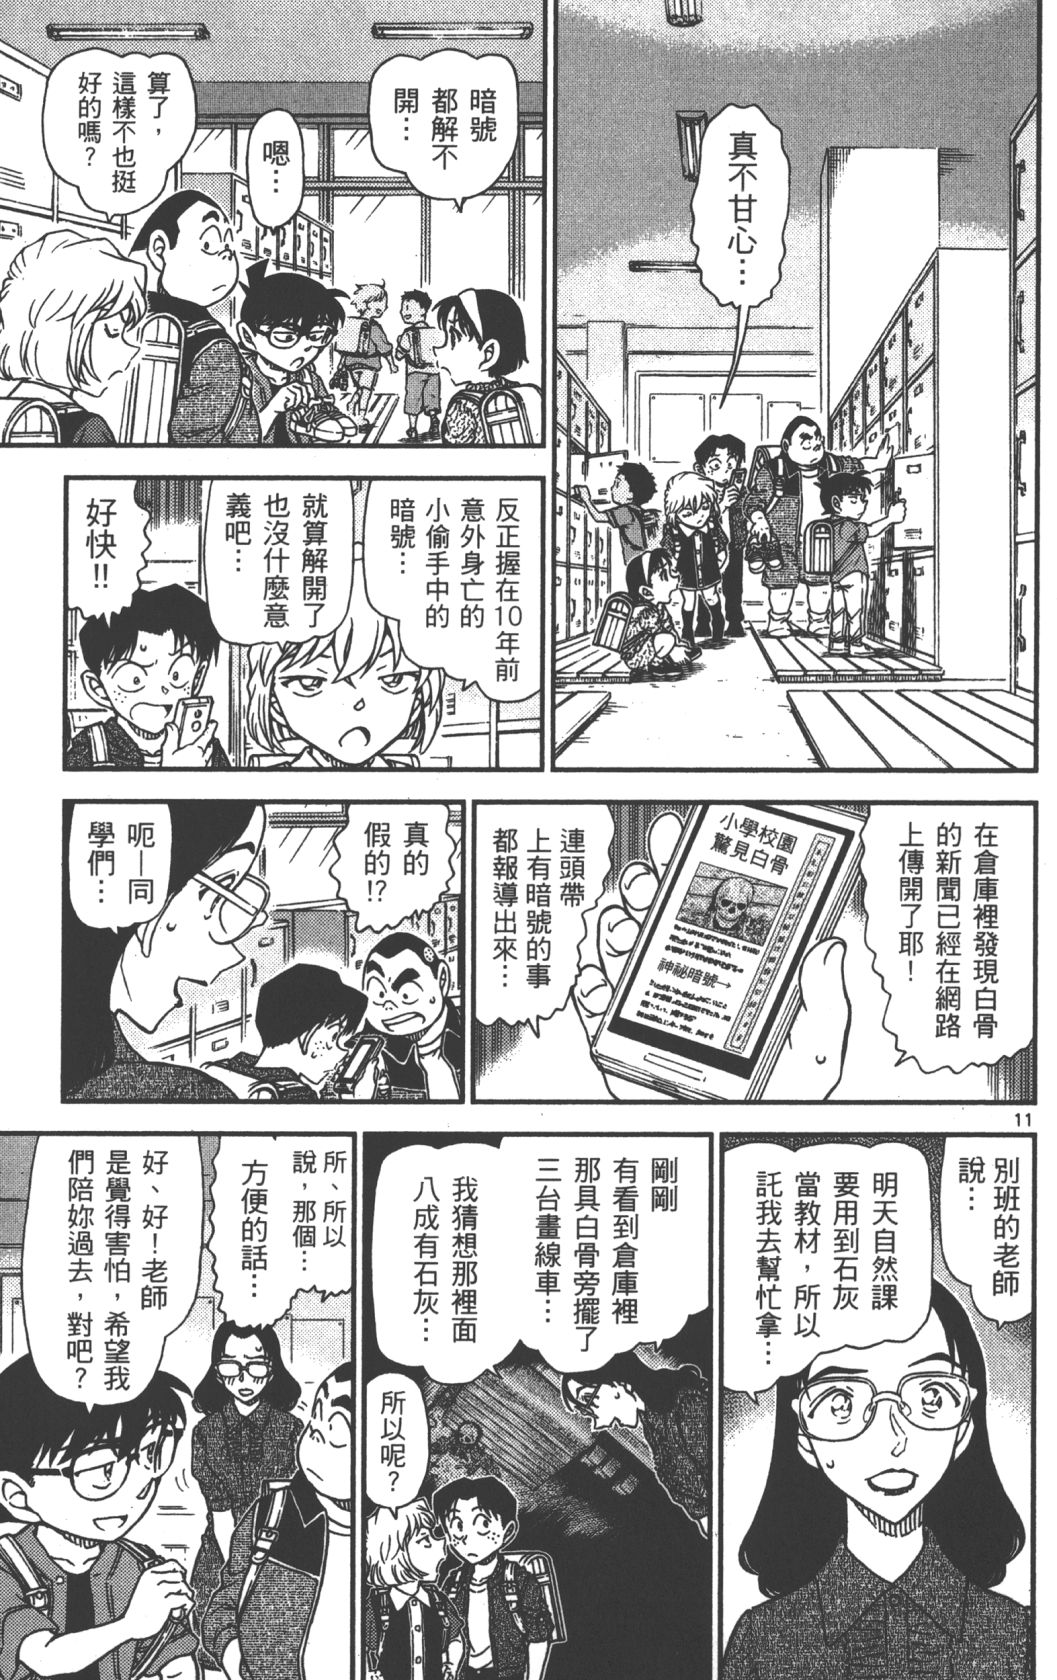 真不甘心…
暗號
都解不
開…
嗯…
算了，
這樣不也挺
好的嗎？
反正握在10年前
意外身亡的
小偷手中的
暗號…
就算解開了
也沒什麼意
義吧…
好快!!
在倉庫裡發現白骨
的新聞已經在網路
上傳開了耶！
小學校園
驚見白骨
神祕暗號→
連頭帶
上有暗號的事
都報導出來…
真的
假的!?
呃—同
學們…
11
別班的老師
說…
明天自然課
要用到石灰
當教材，所以
託我去幫忙拿…
剛剛
有看到倉庫裡
那具白骨旁擺了
三台畫線車…
我猜想那裡面
八成有石灰…
所以呢？
所、所以
說，那個…
方便的話…
好、好！老師
是覺得害怕，希望我
們陪妳過去，對吧？